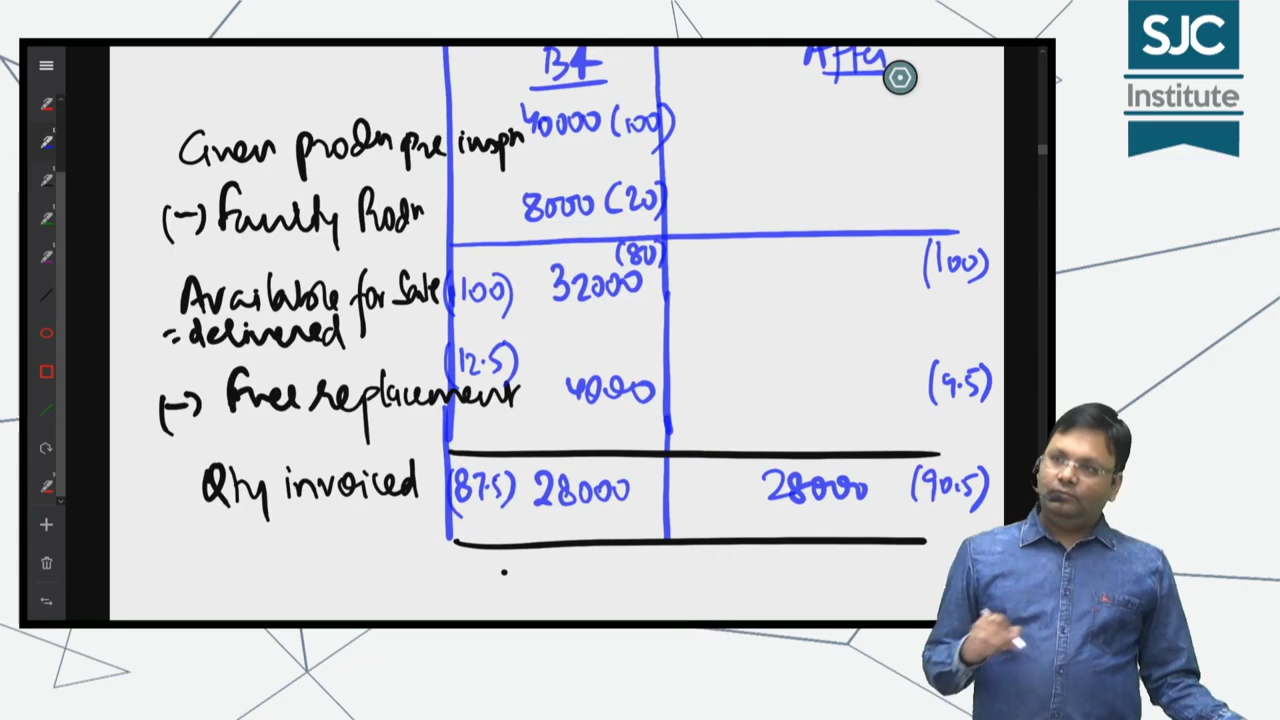 SJC
Institute
B4
After
Given prodn pre inspn 40000 (100)
(-) Faulty Prodn 8000 (20)
(80)
(100)
Available for Sale (100) 32000
= delivered
(12.5)
(-) Free replacement 4000 (9.5)
Qty invoiced (87.5) 28000 28000 (90.5)